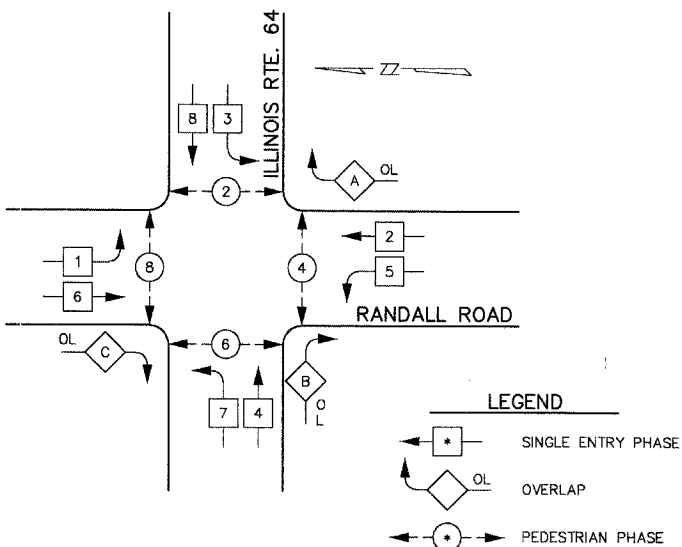 ILLINOIS RTE. 64
Z
8
3
A
OL
2
1
8
4
2
5
6
RANDALL ROAD
OL
C
6
B
OL
7
4
LEGEND
* SINGLE ENTRY PHASE
OL
OVERLAP
* PEDESTRIAN PHASE